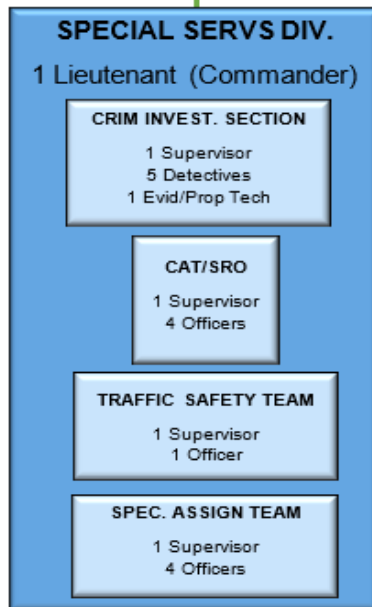 SPECIAL SERVS DIV.
1 Lieutenant (Commander)
CRIM INVEST. SECTION
1 Supervisor
5 Detectives
1 Evid/Prop Tech
CAT/SRO
1 Supervisor
4 Officers
TRAFFIC SAFETY TEAM
1 Supervisor
1 Officer
SPEC. ASSIGN TEAM
1 Supervisor
4 Officers